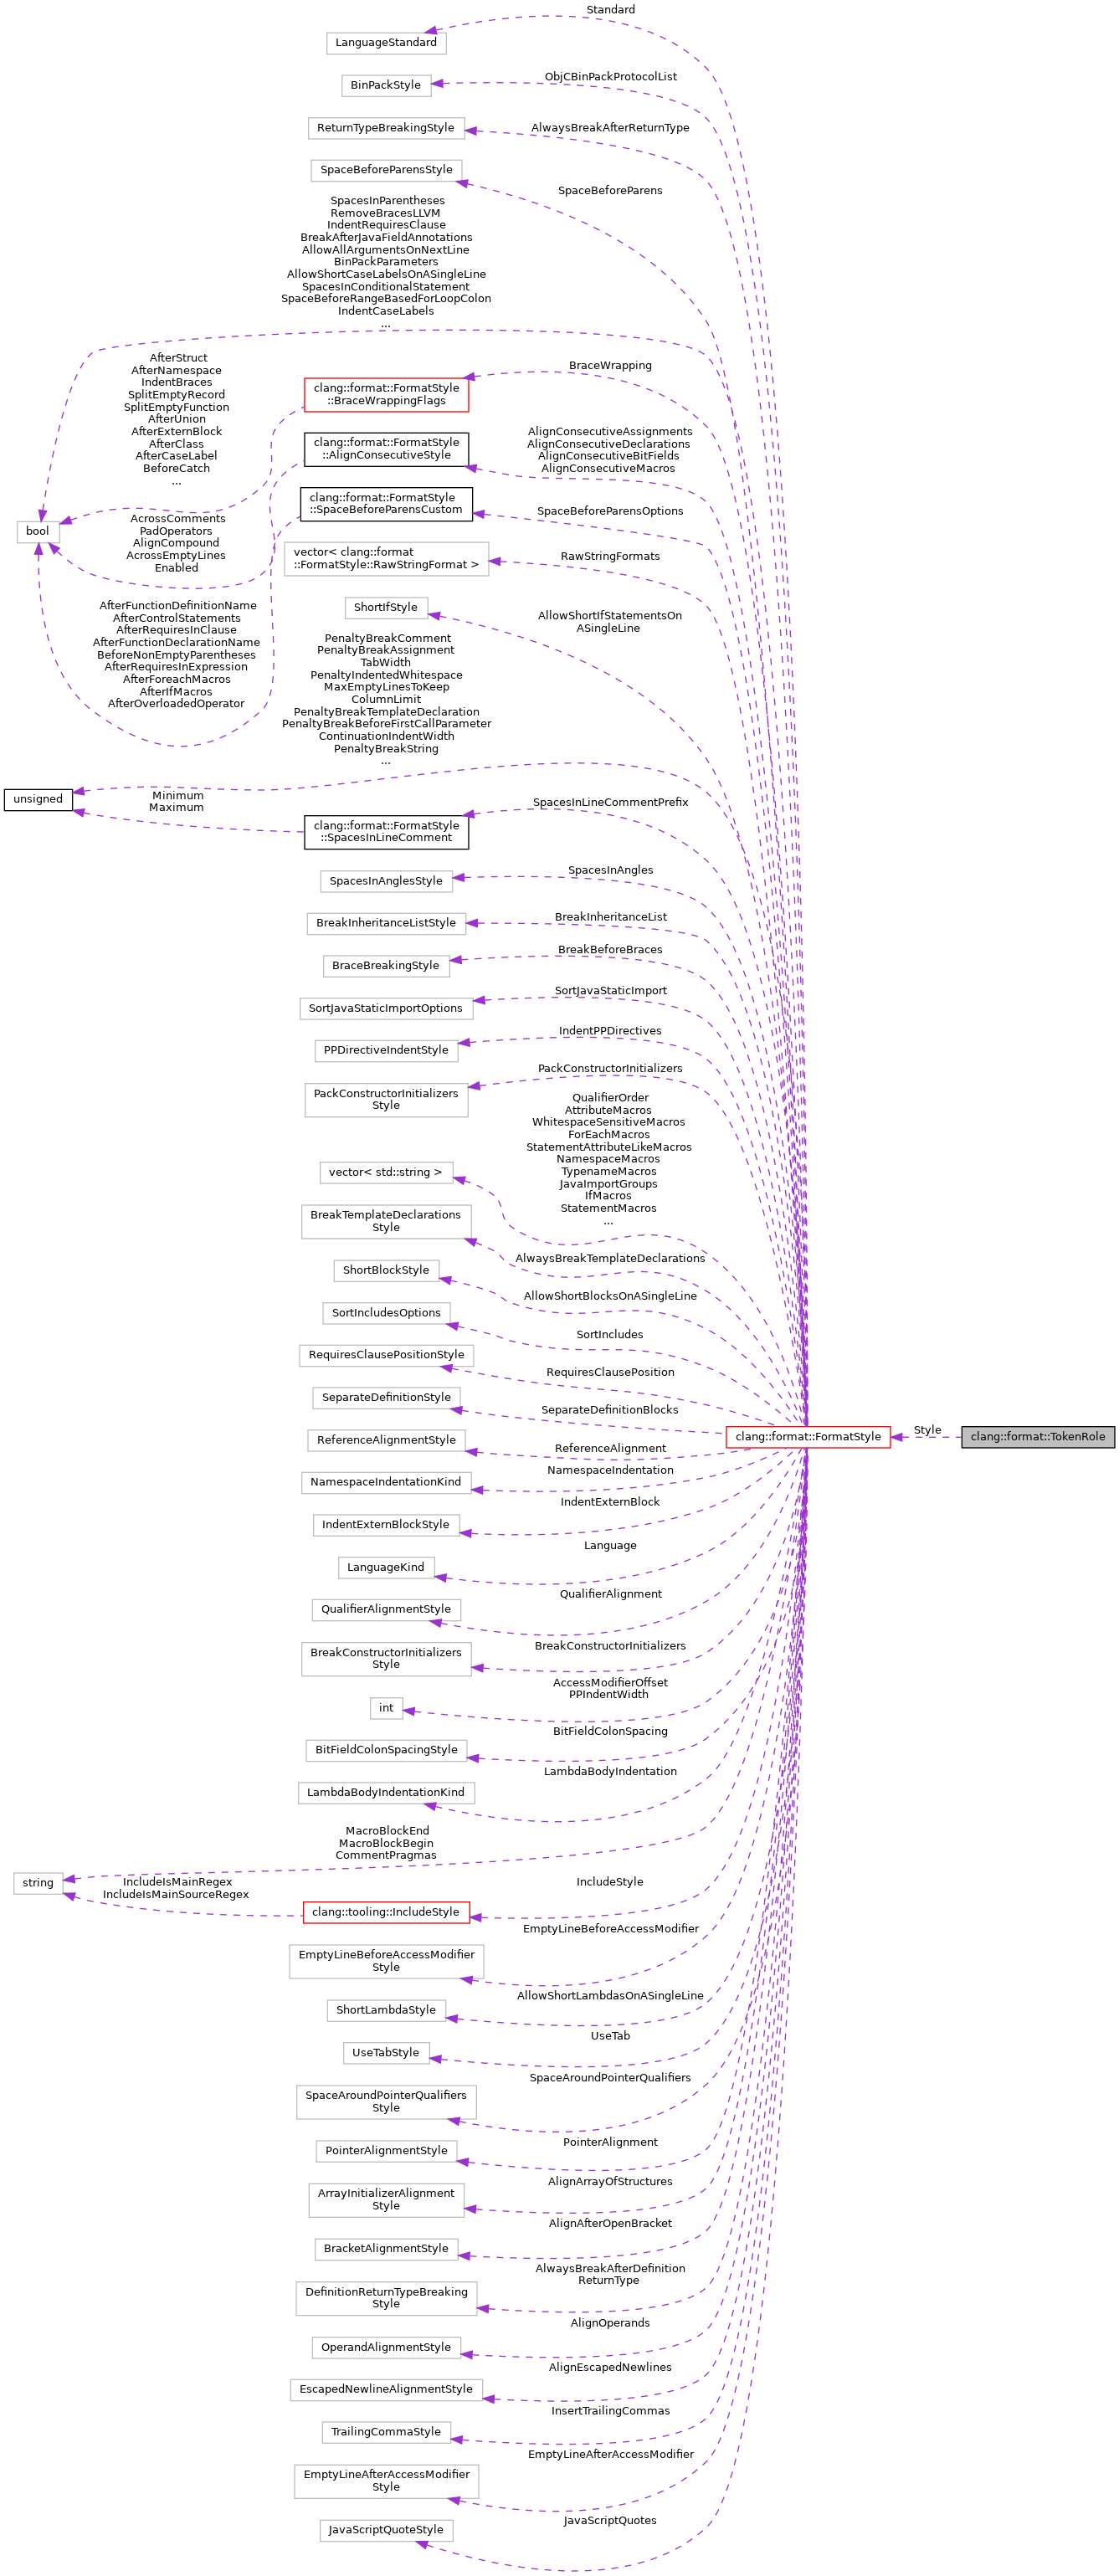 Standard
LanguageStandard
ObjCBinPackProtocolList
BinPackStyle
AlwaysBreakAfterReturnType
ReturnTypeBreakingStyle
SpaceBeforeParensStyle
SpaceBeforeParens
SpacesInParentheses
RemoveBracesLLVM
IndentRequiresClause
BreakAfterJavaFieldAnnotations
AllowAllArgumentsOnNextLine
BinPackParameters
AllowShortCaseLabelsOnASingleLine
SpacesInConditionalStatement
SpaceBeforeRangeBasedForLoopColon
IndentCaseLabels
...
AfterStruct
AfterNamespace
IndentBraces
SplitEmptyRecord
SplitEmptyFunction
AfterUnion
AfterExternBlock
AfterClass
AfterCaseLabel
BeforeCatch
...
BraceWrapping
clang::format::FormatStyle
::BraceWrappingFlags
clang::format::FormatStyle
::AlignConsecutiveStyle
AlignConsecutiveAssignments
AlignConsecutiveDeclarations
AlignConsecutiveBitFields
AlignConsecutiveMacros
clang::format::FormatStyle
::SpaceBeforeParensCustom
SpaceBeforeParensOptions
bool
AcrossComments
PadOperators
AlignCompound
AcrossEmptyLines
Enabled
vector< clang::format
::FormatStyle::RawStringFormat >
RawStringFormats
ShortIfStyle
AllowShortIfStatementsOn
ASingleLine
AfterFunctionDefinitionName
AfterControlStatements
AfterRequiresInClause
AfterFunctionDeclarationName
BeforeNonEmptyParentheses
AfterRequiresInExpression
AfterForeachMacros
AfterIfMacros
AfterOverloadedOperator
PenaltyBreakComment
PenaltyBreakAssignment
TabWidth
PenaltyIndentedWhitespace
MaxEmptyLinesToKeep
ColumnLimit
PenaltyBreakTemplateDeclaration
PenaltyBreakBeforeFirstCallParameter
ContinuationIndentWidth
PenaltyBreakString
...
unsigned
Minimum
Maximum
SpacesInLineCommentPrefix
clang::format::FormatStyle
::SpacesInLineComment
SpacesInAngles
SpacesInAnglesStyle
BreakInheritanceList
BreakInheritanceListStyle
BreakBeforeBraces
BraceBreakingStyle
SortJavaStaticImport
SortJavaStaticImportOptions
IndentPPDirectives
PPDirectiveIndentStyle
PackConstructorInitializers
PackConstructorInitializers
Style
QualifierOrder
AttributeMacros
WhitespaceSensitiveMacros
ForEachMacros
StatementAttributeLikeMacros
NamespaceMacros
TypenameMacros
JavaImportGroups
IfMacros
StatementMacros
...
vector< std::string >
BreakTemplateDeclarations
Style
AlwaysBreakTemplateDeclarations
ShortBlockStyle
AllowShortBlocksOnASingleLine
SortIncludesOptions
SortIncludes
RequiresClausePositionStyle
RequiresClausePosition
SeparateDefinitionStyle
SeparateDefinitionBlocks
clang::format::FormatStyle
Style
clang::format::TokenRole
ReferenceAlignmentStyle
ReferenceAlignment
NamespaceIndentation
NamespaceIndentationKind
IndentExternBlock
IndentExternBlockStyle
Language
LanguageKind
QualifierAlignment
QualifierAlignmentStyle
BreakConstructorInitializers
BreakConstructorInitializers
Style
AccessModifierOffset
PPIndentWidth
int
BitFieldColonSpacing
BitFieldColonSpacingStyle
LambdaBodyIndentation
LambdaBodyIndentationKind
MacroBlockEnd
MacroBlockBegin
CommentPragmas
string
IncludeIsMainRegex
IncludeIsMainSourceRegex
IncludeStyle
clang::tooling::IncludeStyle
EmptyLineBeforeAccessModifier
EmptyLineBeforeAccessModifier
Style
AllowShortLambdasOnASingleLine
ShortLambdaStyle
UseTab
UseTabStyle
SpaceAroundPointerQualifiers
SpaceAroundPointerQualifiers
Style
PointerAlignment
PointerAlignmentStyle
AlignArrayOfStructures
ArrayInitializerAlignment
Style
AlignAfterOpenBracket
BracketAlignmentStyle
AlwaysBreakAfterDefinition
ReturnType
DefinitionReturnTypeBreaking
Style
AlignOperands
OperandAlignmentStyle
AlignEscapedNewlines
EscapedNewlineAlignmentStyle
InsertTrailingCommas
TrailingCommaStyle
EmptyLineAfterAccessModifier
EmptyLineAfterAccessModifier
Style
JavaScriptQuotes
JavaScriptQuoteStyle